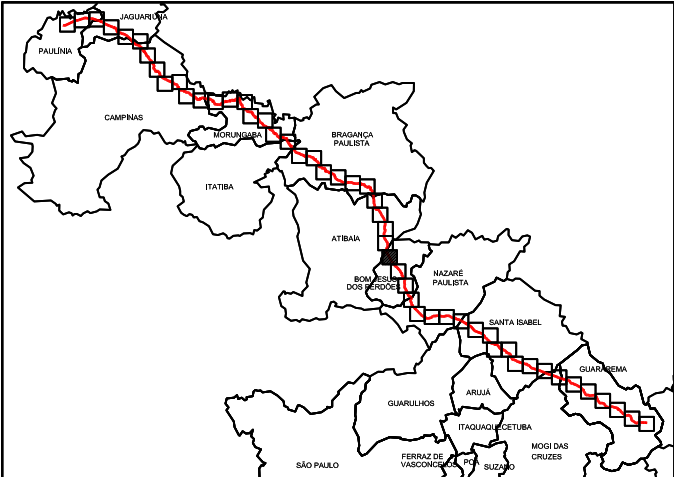 JAGUARIÚNA
PAULÍNIA
CAMPINAS
MORUNGABA
BRAGANÇA
PAULISTA
ITATIBA
ATIBAIA
BOM JESUS
DOS PERDÕES
NAZARÉ
PAULISTA
SANTA ISABEL
GUARAREMA
GUARULHOS
ARUJÁ
ITAQUAQUECETUBA
MOGI DAS
CRUZES
FERRAZ DE
VASCONCELOS
POÁ
SUZANO
SÃO PAULO